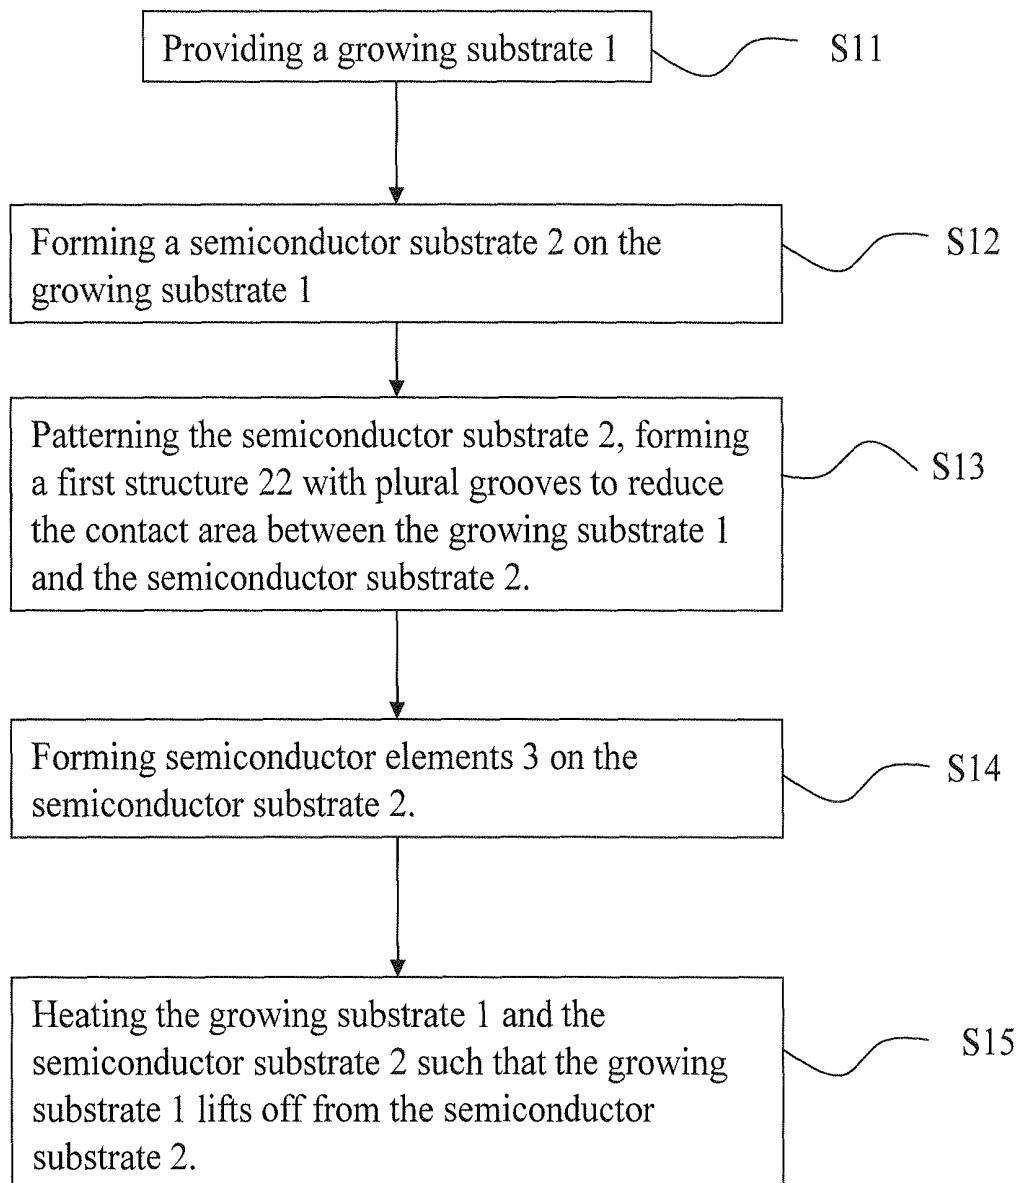 Providing a growing substrate 1
S11
Forming a semiconductor substrate 2 on the
growing substrate 1
S12
Patterning the semiconductor substrate 2, forming
a first structure 22 with plural grooves to reduce
the contact area between the growing substrate 1
and the semiconductor substrate 2.
S13
Forming semiconductor elements 3 on the
semiconductor substrate 2.
S14
Heating the growing substrate 1 and the
semiconductor substrate 2 such that the growing
substrate 1 lifts off from the semiconductor
substrate 2.
S15